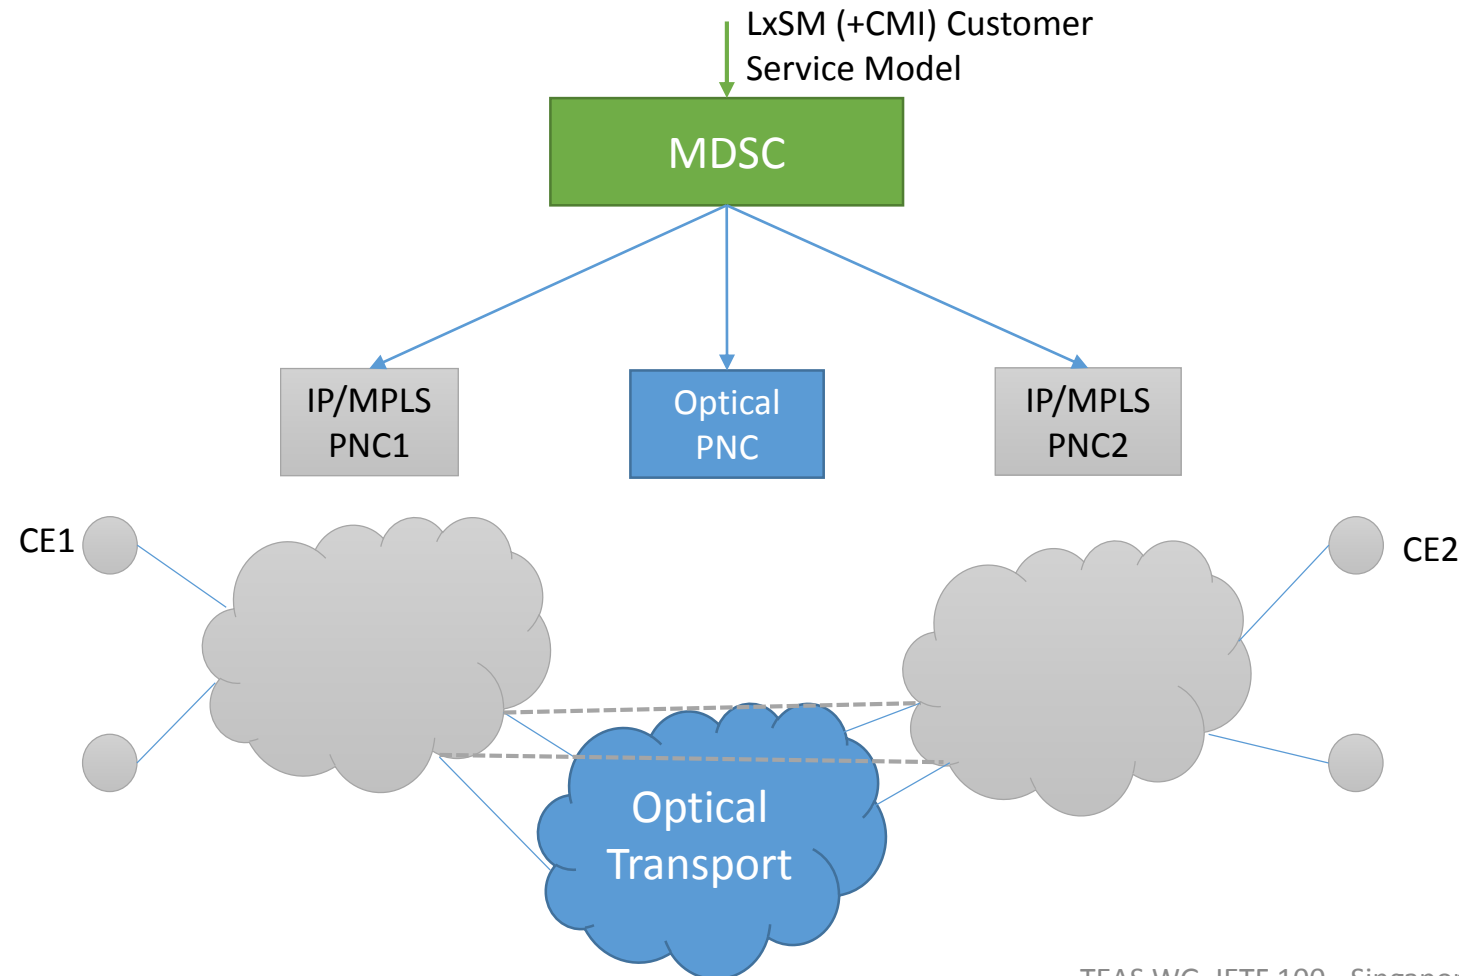 LxSM (+CMI) Customer
Service Model
MDSC
IP/MPLS
PNC1
Optical
PNC
IP/MPLS
PNC2
CE1
CE2
Optical
Transport